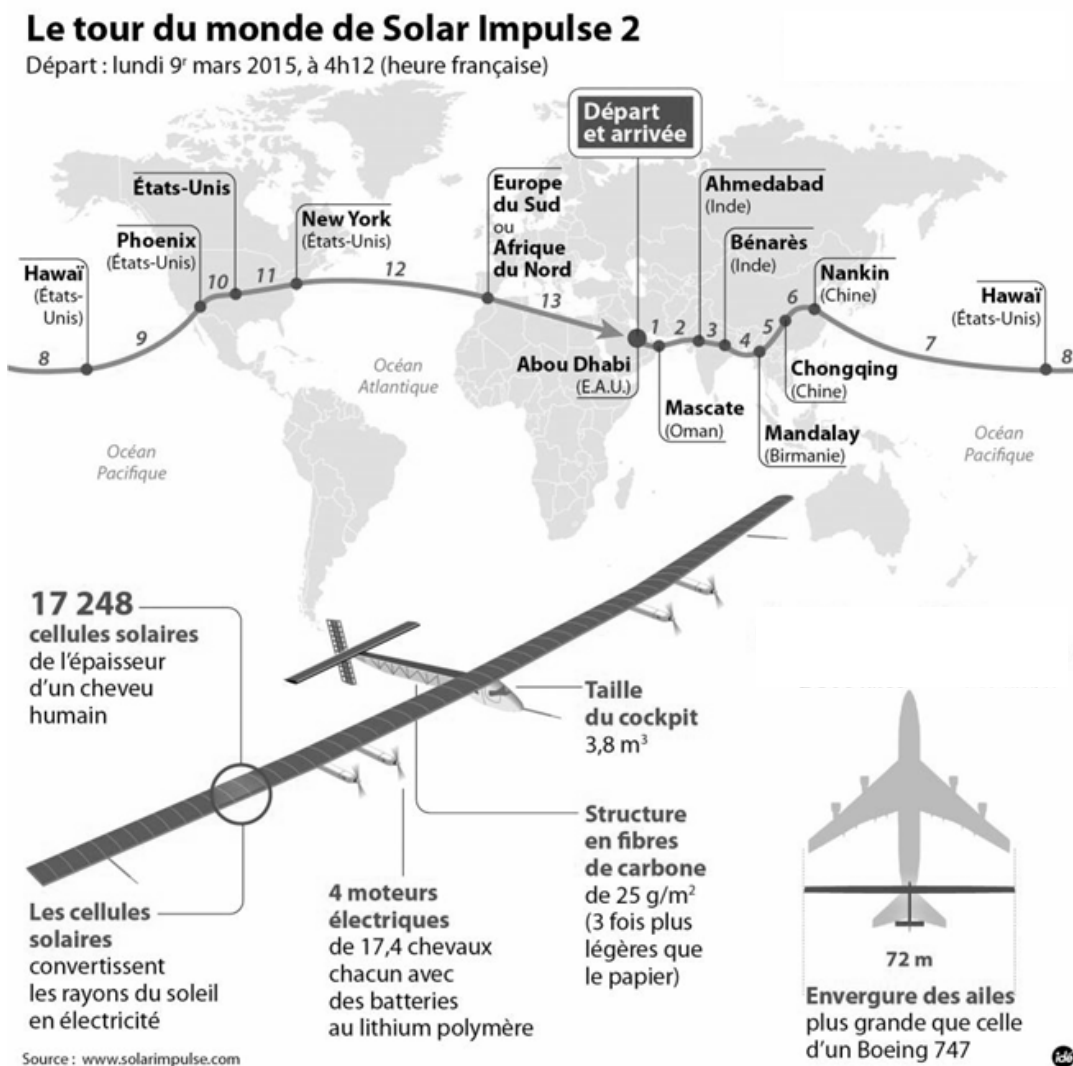 Le tour du monde de Solar Impulse 2
Départ : lundi 9ʳ mars 2015, à 4h12 (heure française)
Départ
et arrivée
États-Unis
Phoenix
(États-Unis)
New York
(États-Unis)
Europe
du Sud
ou
Afrique
du Nord
Ahmedabad
(Inde)
Bénarès
(Inde)
Nankin
(Chine)
Hawaï
(États-
Unis)
Hawaï
(États-Unis)
8
9
10
11
12
13
1
2
3
4
5
6
7
8
Abou Dhabi
(E.A.U.)
Mascate
(Oman)
Mandalay
(Birmanie)
Chongqing
(Chine)
Océan
Atlantique
Océan
Pacifique
Océan
Pacifique
17 248
cellules solaires
de l'épaisseur
d'un cheveu
humain
Taille
du cockpit
3,8 m³
Structure
en fibres
de carbone
de 25 g/m²
(3 fois plus
légères que
le papier)
4 moteurs
électriques
de 17,4 chevaux
chacun avec
des batteries
au lithium polymère
Les cellules
solaires
convertissent
les rayons du soleil
en électricité
72 m
Envergure des ailes
plus grande que celle
d'un Boeing 747
Source : www.solarimpulse.com
idé